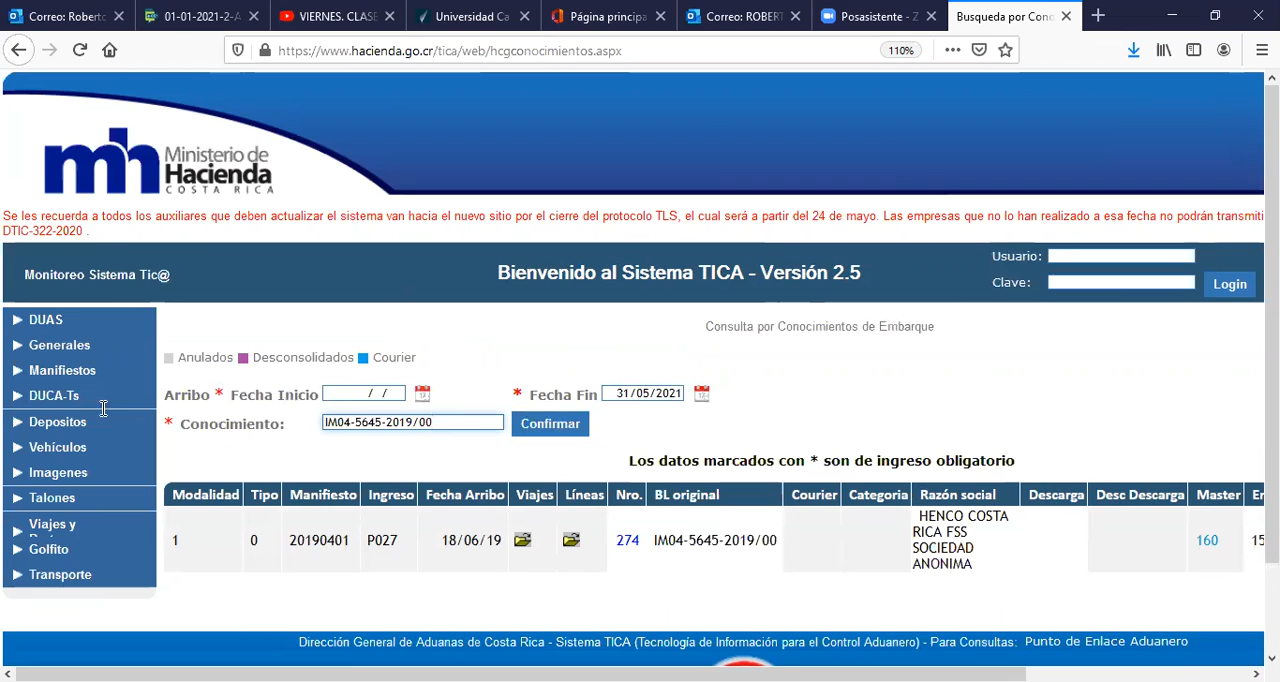 Correo: Robert
01-01-2021-2-A
VIERNES. CLASE
Universidad Ca
Página principa
Correo: ROBERT
Posasistente - Z
Busqueda por Cono
https://www.hacienda.go.cr/tica/web/hcgconocimientos.aspx
110%
mh Ministerio de
Hacienda
COSTA RICA
Se les recuerda a todos los auxiliares que deben actualizar el sistema van hacia el nuevo sitio por el cierre del protocolo TLS, el cual será a partir del 24 de mayo. Las empresas que no lo han realizado a esa fecha no podrán transmiti
DTIC-322-2020 .
Monitoreo Sistema Tic@
Bienvenido al Sistema TICA - Versión 2.5
Usuario:
Clave:
Login
DUAS
Generales
Manifiestos
DUCA-Ts
Depositos
Vehículos
Imagenes
Talones
Viajes y
Golfito
Transporte
Consulta por Conocimientos de Embarque
Anulados Desconsolidados Courier
Arribo * Fecha Inicio / / * Fecha Fin 31/05/2021
* Conocimiento: IM04-5645-2019/00 Confirmar
Los datos marcados con * son de ingreso obligatorio
Modalidad Tipo Manifiesto Ingreso Fecha Arribo Viajes Líneas Nro. BL original Courier Categoria Razón social Descarga Desc Descarga Master En
1 0 20190401 P027 18/06/19 274 IM04-5645-2019/00 HENCO COSTA RICA FSS SOCIEDAD ANONIMA 160 15
Dirección General de Aduanas de Costa Rica - Sistema TICA (Tecnología de Información para el Control Aduanero) - Para Consultas: Punto de Enlace Aduanero